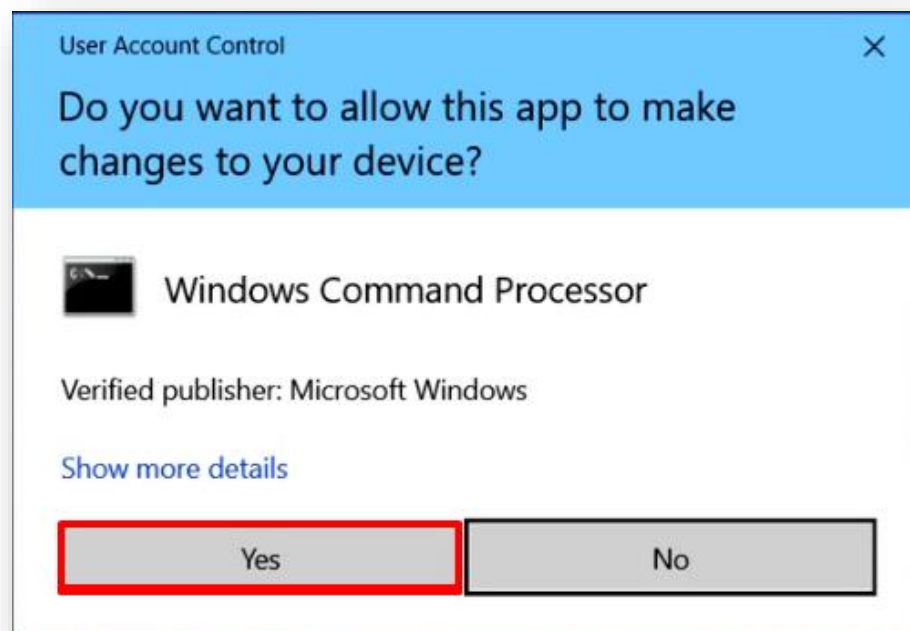 User Account Control
Do you want to allow this app to make
changes to your device?
C:\_
Windows Command Processor
Verified publisher: Microsoft Windows
Show more details
Yes
No